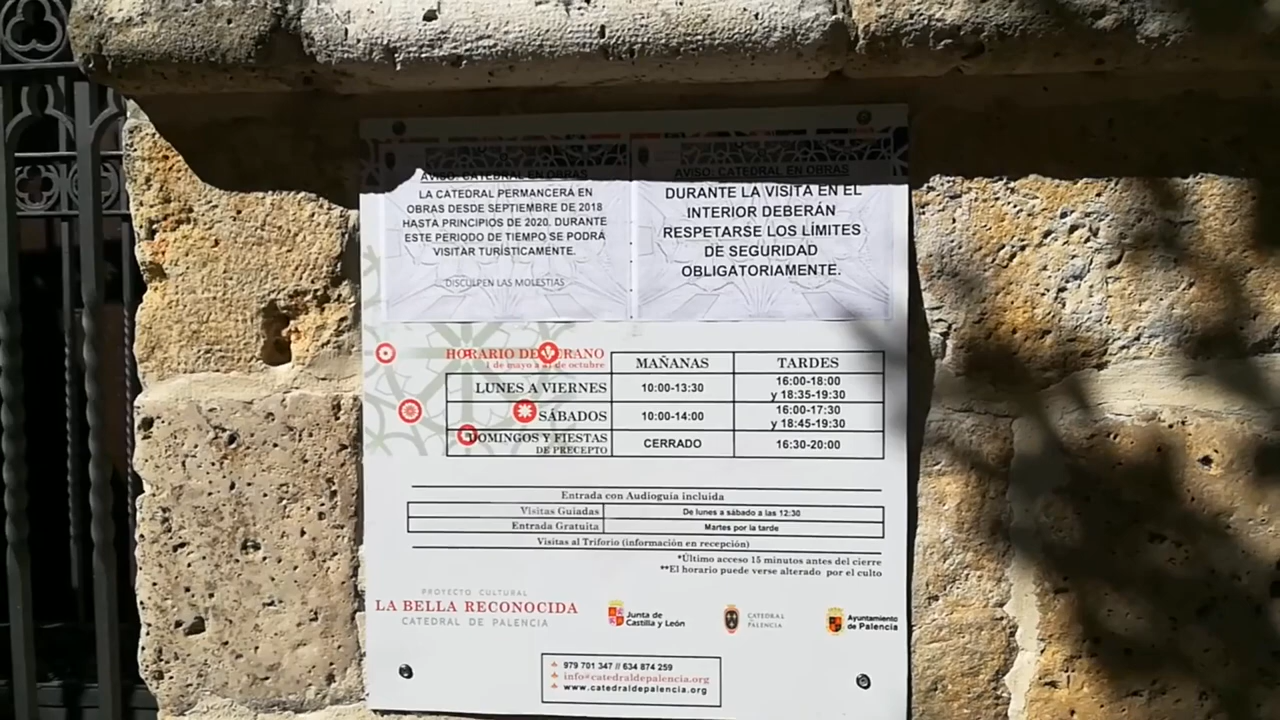 AVISO: CATEDRAL EN OBRAS
LA CATEDRAL PERMANCERÁ EN
OBRAS DESDE SEPTIEMBRE DE 2018
HASTA PRINCIPIOS DE 2020. DURANTE
ESTE PERIODO DE TIEMPO SE PODRÁ
VISITAR TURÍSTICAMENTE.
DISCULPEN LAS MOLESTIAS
AVISO: CATEDRAL EN OBRAS
DURANTE LA VISITA EN EL
INTERIOR DEBERÁN
RESPETARSE LOS LÍMITES
DE SEGURIDAD
OBLIGATORIAMENTE.
HORARIO DE VERANO
1 de mayo a 31 de octubre
MAÑANAS
TARDES
LUNES A VIERNES
10:00-13:30
16:00-18:00
y 18:35-19:30
SÁBADOS
10:00-14:00
16:00-17:30
y 18:45-19:30
DOMINGOS Y FIESTAS
DE PRECEPTO
CERRADO
16:30-20:00
Entrada con Audioguía incluida
Visitas Guiadas
De lunes a sábado a las 12:30
Entrada Gratuita
Martes por la tarde
Visitas al Triforio (información en recepción)
*Último acceso 15 minutos antes del cierre
**El horario puede verse alterado por el culto
PROYECTO CULTURAL
LA BELLA RECONOCIDA
CATEDRAL DE PALENCIA
Junta de
Castilla y León
CATEDRAL
DE PALENCIA
Ayuntamiento
de Palencia
979 701 347 // 634 874 259
info@catedraldepalencia.org
www.catedraldepalencia.org